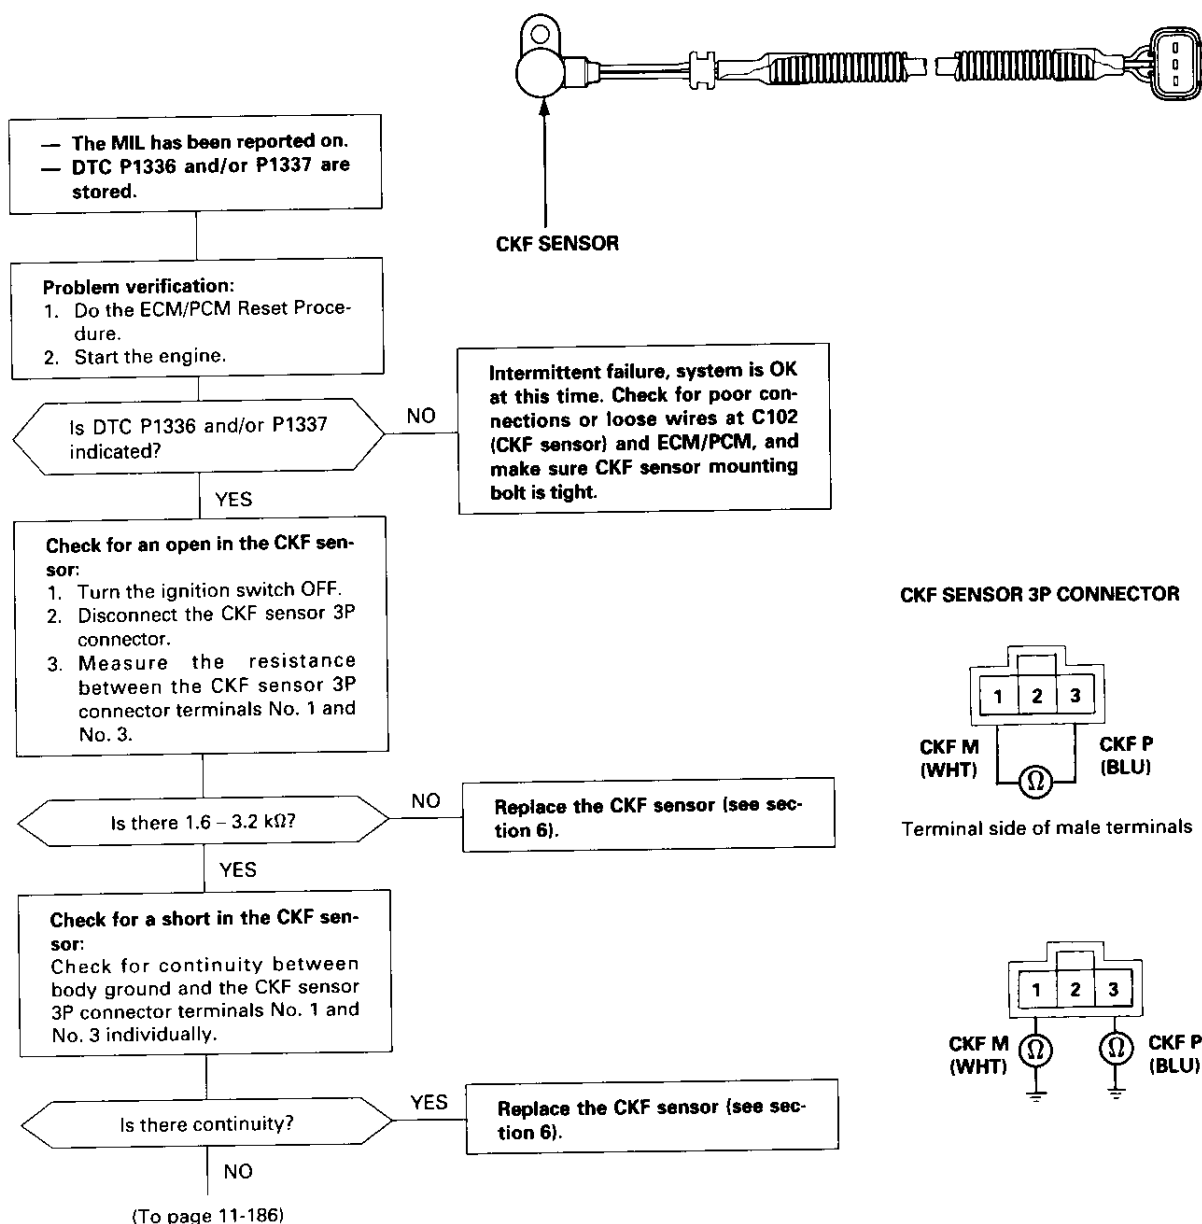 CKF SENSOR
— The MIL has been reported on.
— DTC P1336 and/or P1337 are
stored.
Problem verification:
1. Do the ECM/PCM Reset Proce-
dure.
2. Start the engine.
Is DTC P1336 and/or P1337
indicated?
NO
Intermittent failure, system is OK
at this time. Check for poor con-
nections or loose wires at C102
(CKF sensor) and ECM/PCM, and
make sure CKF sensor mounting
bolt is tight.
YES
Check for an open in the CKF sen-
sor:
1. Turn the ignition switch OFF.
2. Disconnect the CKF sensor 3P
connector.
3. Measure the resistance
between the CKF sensor 3P
connector terminals No. 1 and
No. 3.
CKF SENSOR 3P CONNECTOR
1 2 3
CKF M
(WHT)
Ω
CKF P
(BLU)
Terminal side of male terminals
Is there 1.6 – 3.2 kΩ?
NO
Replace the CKF sensor (see sec-
tion 6).
YES
Check for a short in the CKF sen-
sor:
Check for continuity between
body ground and the CKF sensor
3P connector terminals No. 1 and
No. 3 individually.
1 2 3
CKF M
(WHT)
Ω
Ω
CKF P
(BLU)
Is there continuity?
YES
Replace the CKF sensor (see sec-
tion 6).
NO
(To page 11-186)